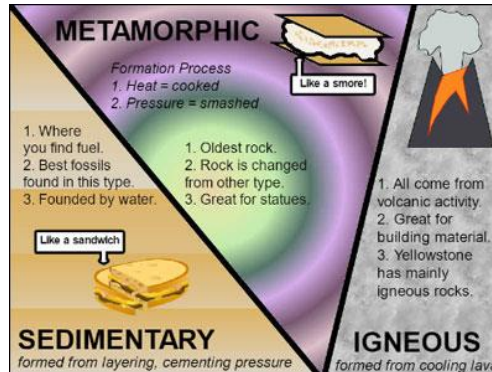 METAMORPHIC
Formation Process
1. Heat = cooked
2. Pressure = smashed
Like a smore!
1. Where
you find fuel.
2. Best fossils
found in this type.
3. Founded by water.
1. Oldest rock.
2. Rock is changed
from other type.
3. Great for statues.
1. All come from
volcanic activity.
2. Great for
building material.
3. Yellowstone
has mainly
igneous rocks.
Like a sandwich
SEDIMENTARY
formed from layering, cementing pressure
IGNEOUS
formed from cooling lav